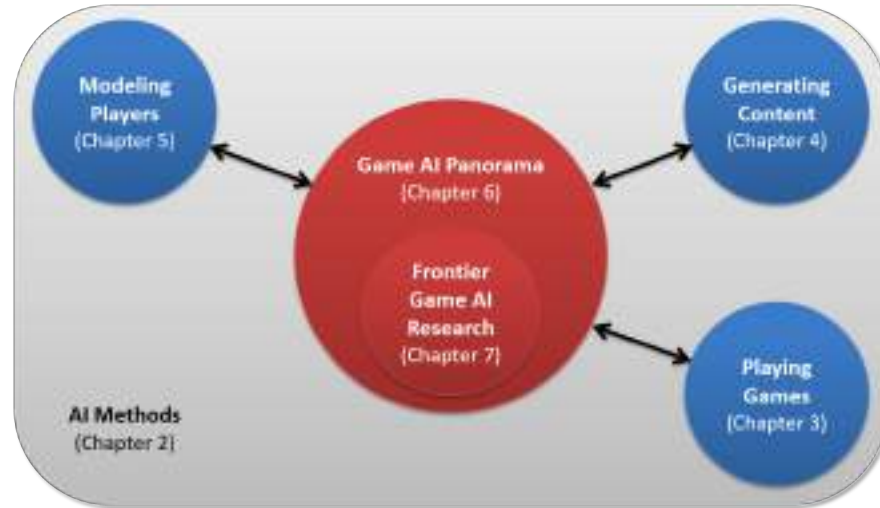 Modeling
Players
(Chapter 5)
Generating
Content
(Chapter 4)
Game AI Panorama
(Chapter 6)
Frontier
Game AI
Research
(Chapter 7)
Playing
Games
(Chapter 3)
AI Methods
(Chapter 2)